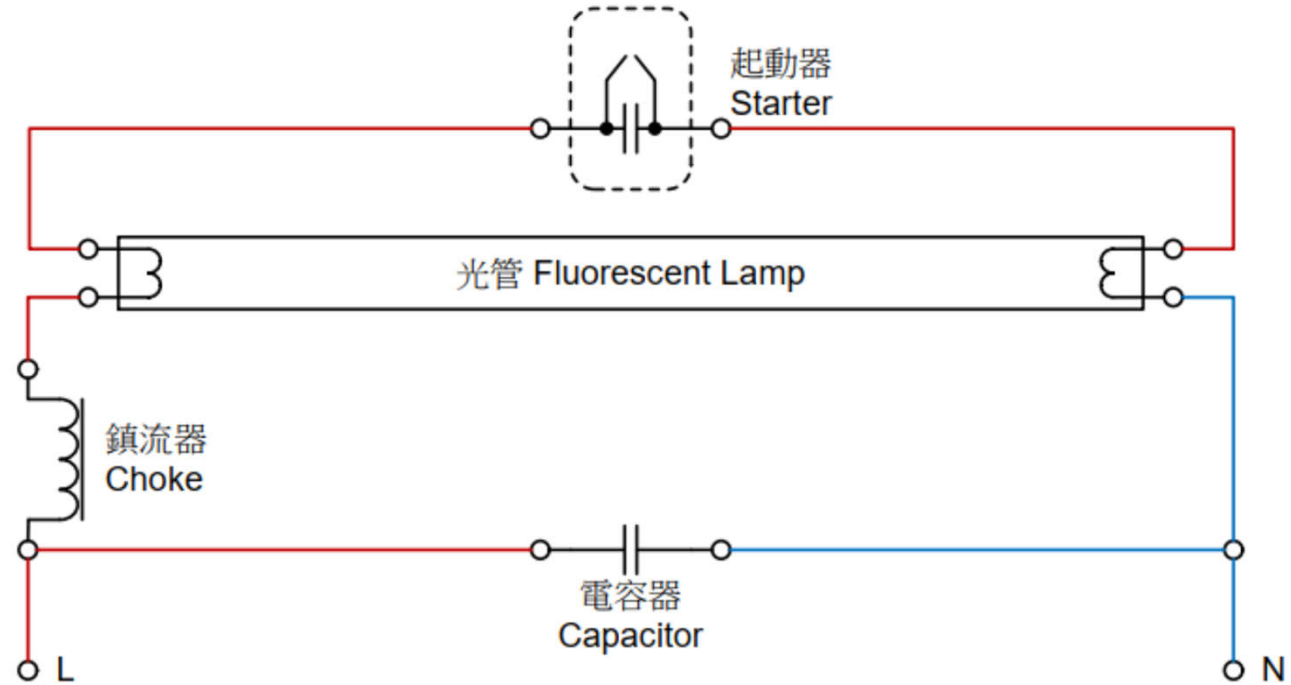 起動器
Starter
光管 Fluorescent Lamp
鎮流器
Choke
電容器
Capacitor
L
N